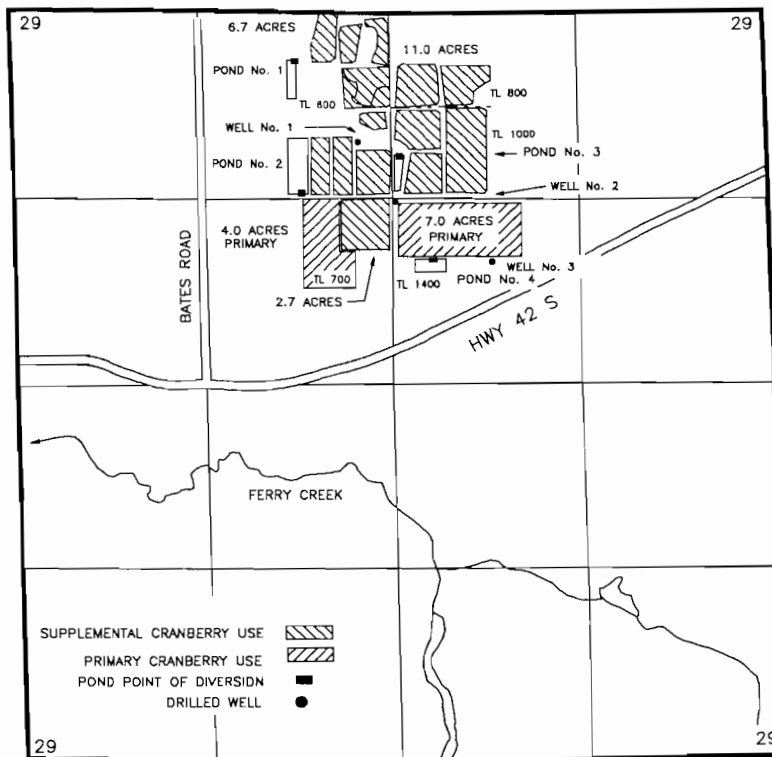 29
6.7 ACRES
29
11.0 ACRES
POND No. 1
TL 600
TL 800
WELL No. 1
TL 1000
POND No. 2
POND No. 3
WELL No. 2
4.0 ACRES
PRIMARY
7.0 ACRES
PRIMARY
BATES ROAD
TL 700
TL 1400
WELL No. 3
POND No. 4
2.7 ACRES
HWY 42 S
FERRY CREEK
SUPPLEMENTAL CRANBERRY USE
PRIMARY CRANBERRY USE
POND POINT OF DIVERSION
DRILLED WELL
29
29